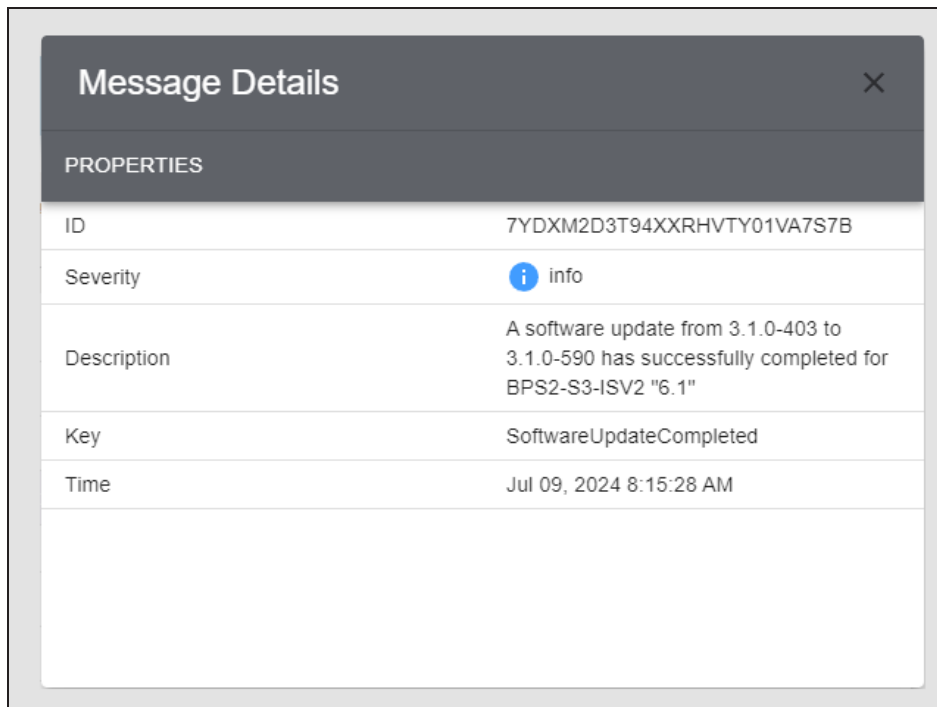 Message Details
PROPERTIES
ID 7YDXM2D3T94XXRHVTY01VA7S7B
Severity info
Description A software update from 3.1.0-403 to
3.1.0-590 has successfully completed for
BPS2-S3-ISV2 "6.1"
Key SoftwareUpdateCompleted
Time Jul 09, 2024 8:15:28 AM